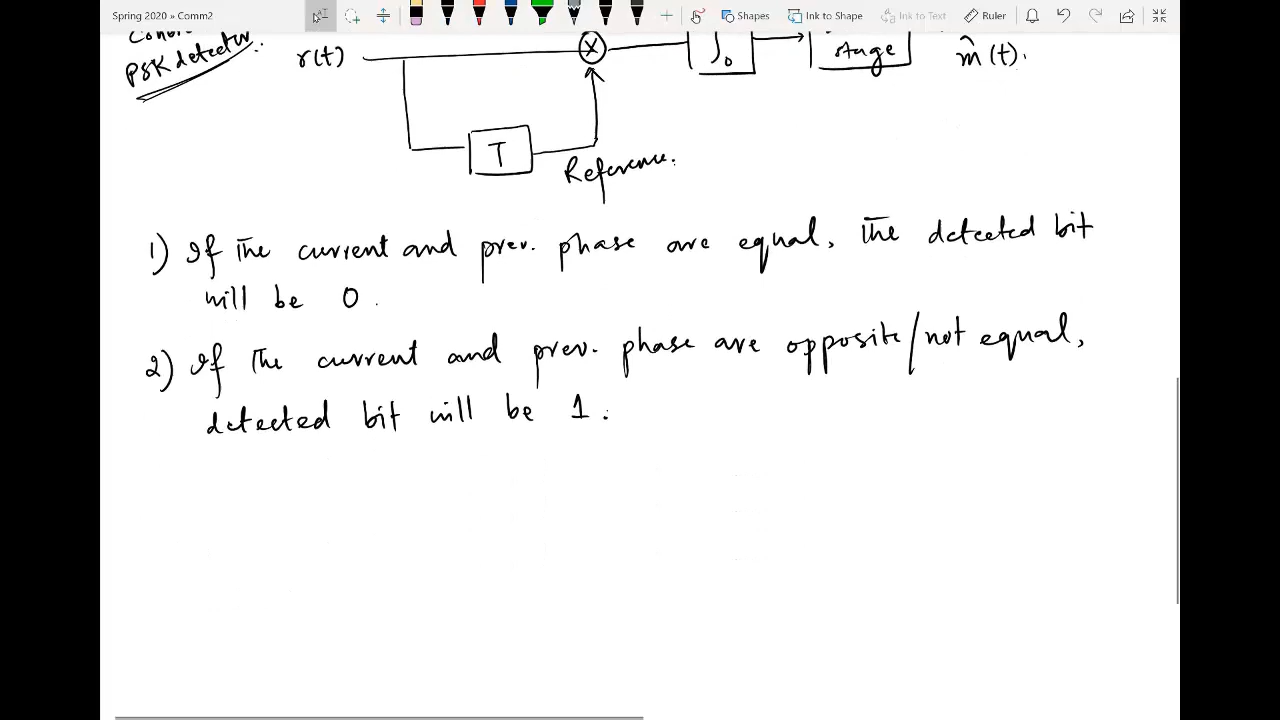 Spring 2020 » Comm2
Shapes
Ink to Shape
Ink to Text
Ruler
PSK detector.
r(t)
X
∫₀
stage
m̂(t).
T
Reference.
1) If the current and prev. phase are equal, the detected bit
will be 0.
2) If the current and prev. phase are opposite/not equal,
detected bit will be 1.